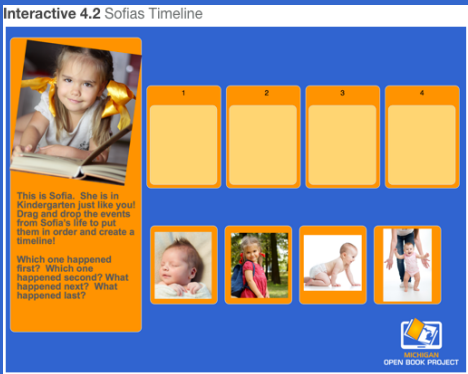 Interactive 4.2 Sofias Timeline
1
2
3
4
This is Sofia. She is in
Kindergarten just like you!
Drag and drop the events
from Sofia's life to put
them in order and create a
timeline!
Which one happened
first? Which one
happened second? What
happened next? What
happened last?
MICHIGAN
OPEN BOOK PROJECT